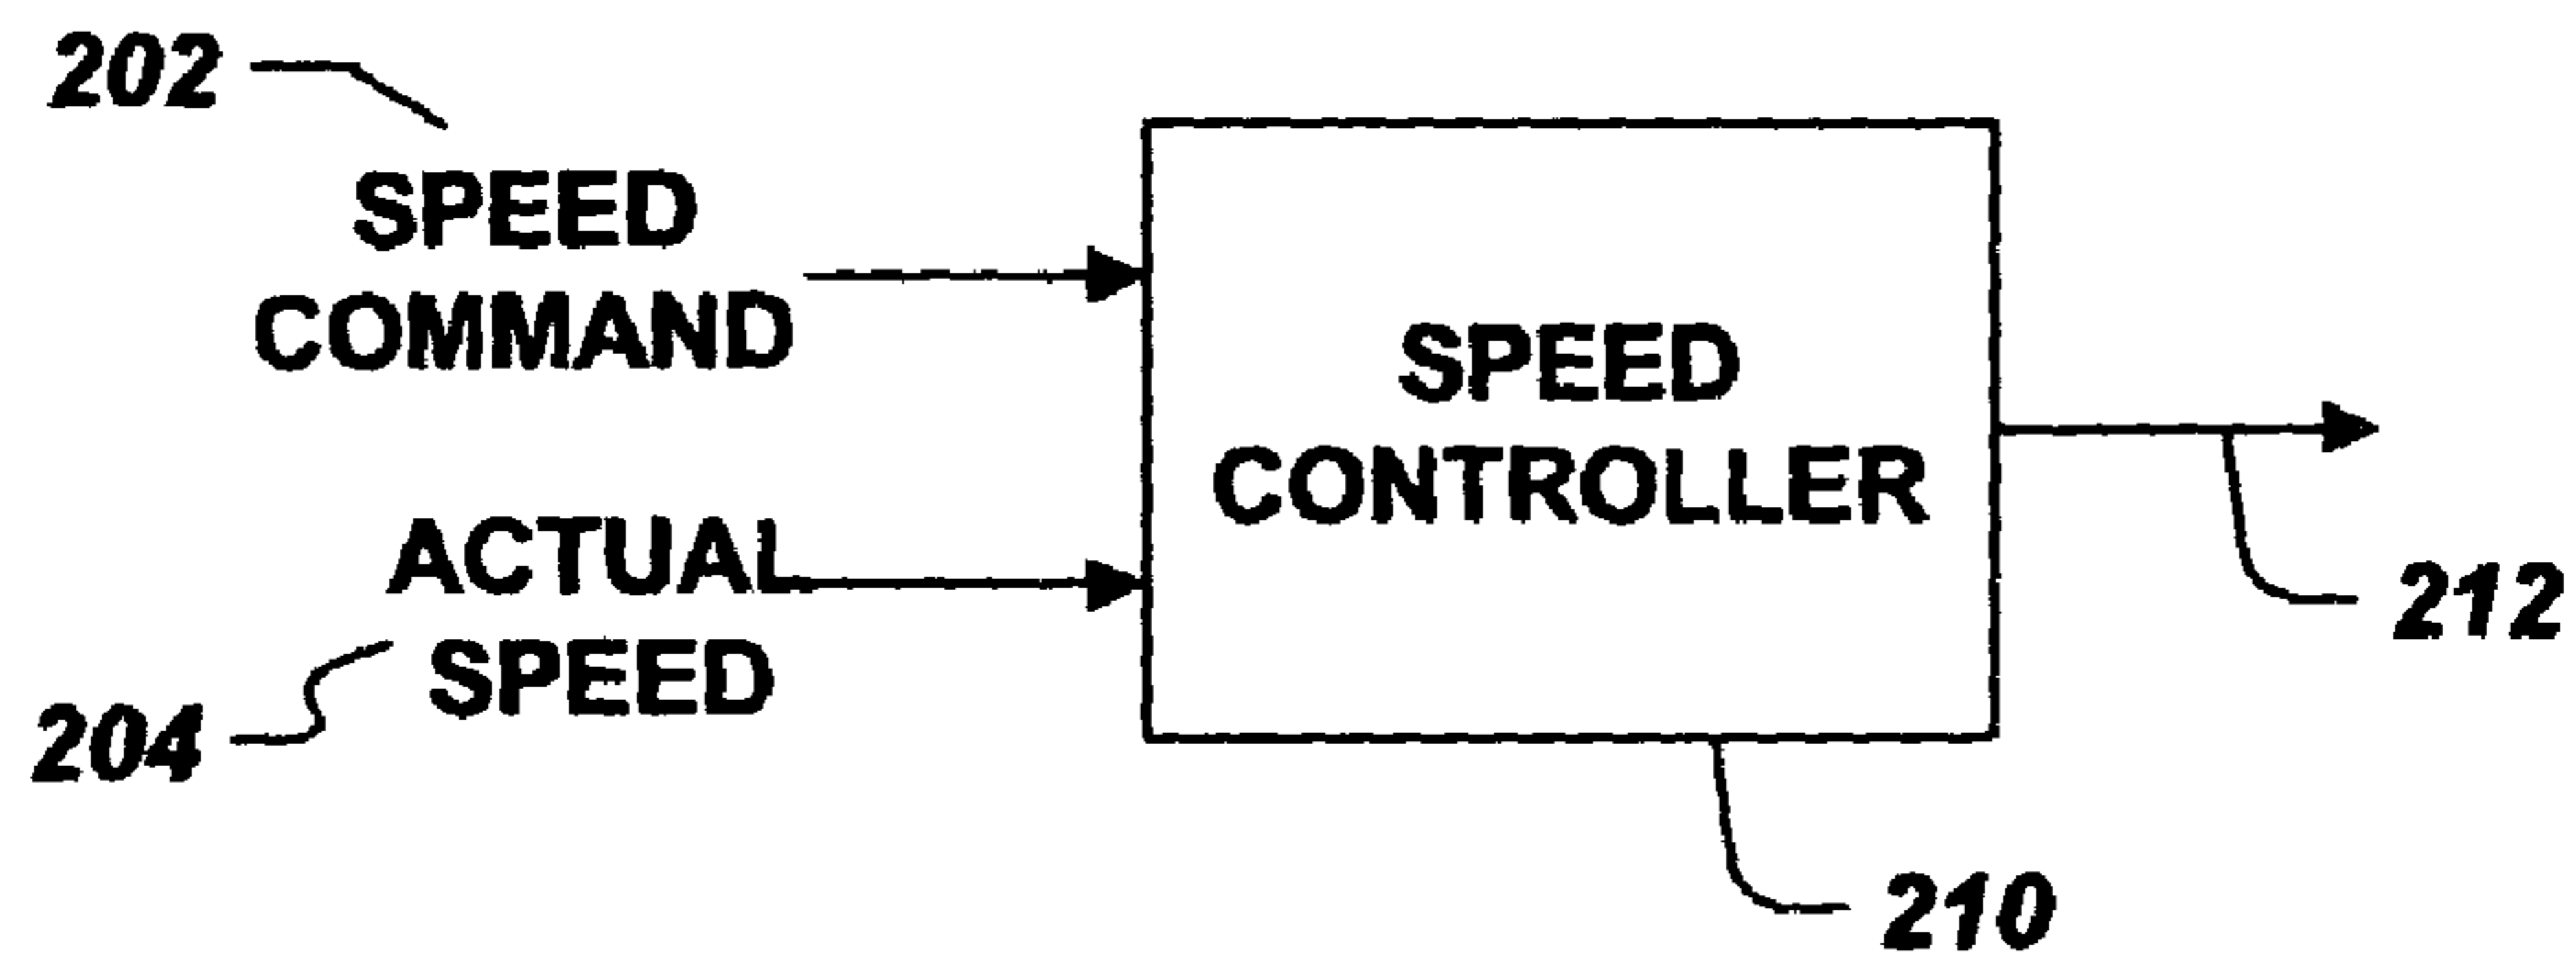 202
SPEED
COMMAND
SPEED
CONTROLLER
ACTUAL
SPEED
204
212
210